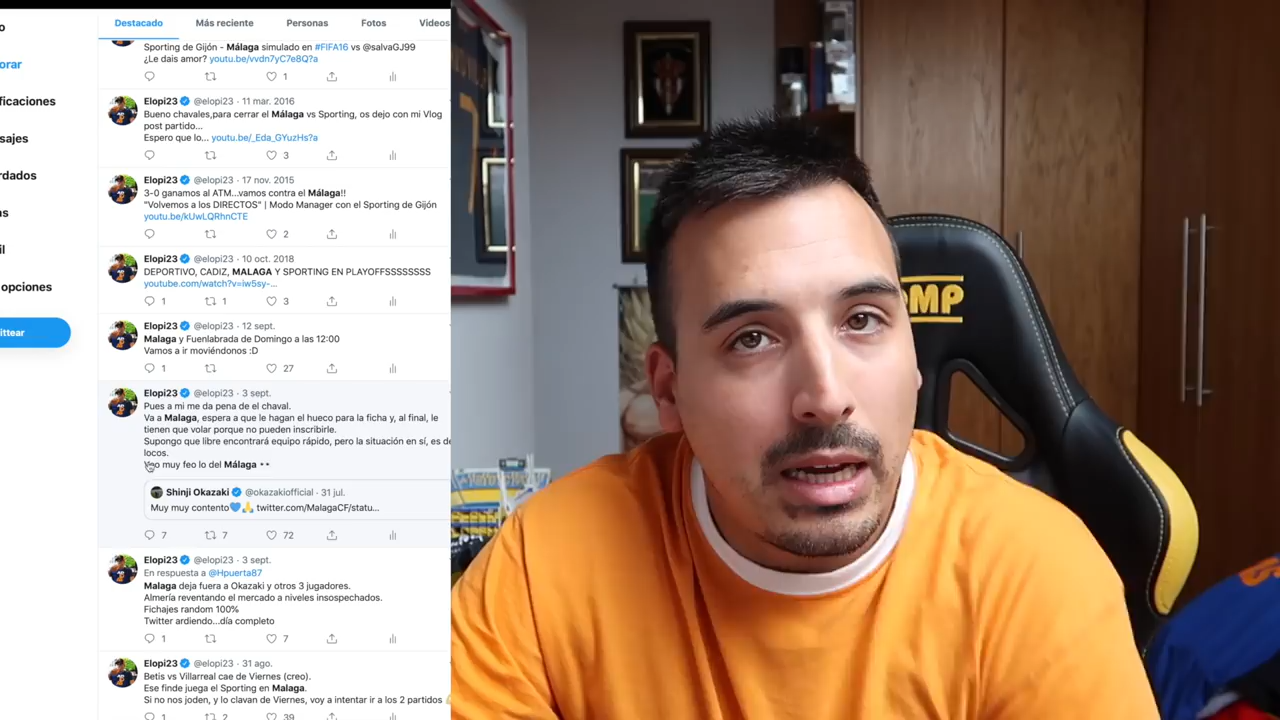 Destacado
Más reciente
Personas
Fotos
Videos
o
orar
ficaciones
sajes
rdados
as
il
opciones
ittear
Sporting de Gijón - Málaga simulado en #FIFA16 vs @salvaGJ99
¿Le dais amor? youtu.be/vvdn7yC7e8Q?a
1
Elopi23 @elopi23 · 11 mar. 2016
Bueno chavales,para cerrar el Málaga vs Sporting, os dejo con mi Vlog
post partido...
Espero que lo... youtu.be/_Eda_GYuzHs?a
3
Elopi23 @elopi23 · 17 nov. 2015
3-0 ganamos al ATM...vamos contra el Málaga!!
"Volvemos a los DIRECTOS" | Modo Manager con el Sporting de Gijón
youtu.be/kUwLQRhnCTE
2
Elopi23 @elopi23 · 10 oct. 2018
DEPORTIVO, CADIZ, MALAGA Y SPORTING EN PLAYOFFSSSSSSSS
youtube.com/watch?v=iw5sy-...
1 1 3
Elopi23 @elopi23 · 12 sept.
Malaga y Fuenlabrada de Domingo a las 12:00
Vamos a ir moviéndonos :D
1 27
Elopi23 @elopi23 · 3 sept.
Pues a mi me da pena de el chaval.
Va a Malaga, espera a que le hagan el hueco para la ficha y, al final, le
tienen que volar porque no pueden inscribirle.
Supongo que libre encontrará equipo rápido, pero la situación en sí, es de
locos.
Veo muy feo lo del Málaga
Shinji Okazaki @okazakiofficial · 31 jul.
Muy muy contento💙🙏 twitter.com/MalagaCF/statu...
7 7 72
Elopi23 @elopi23 · 3 sept.
En respuesta a @Hpuerta87
Malaga deja fuera a Okazaki y otros 3 jugadores.
Almería reventando el mercado a niveles insospechados.
Fichajes random 100%
Twitter ardiendo...día completo
1 7
Elopi23 @elopi23 · 31 ago.
Betis vs Villarreal cae de Viernes (creo).
Ese finde juega el Sporting en Malaga.
Si no nos joden, y lo clavan de Viernes, voy a intentar ir a los 2 partidos
1 2 39
OMP